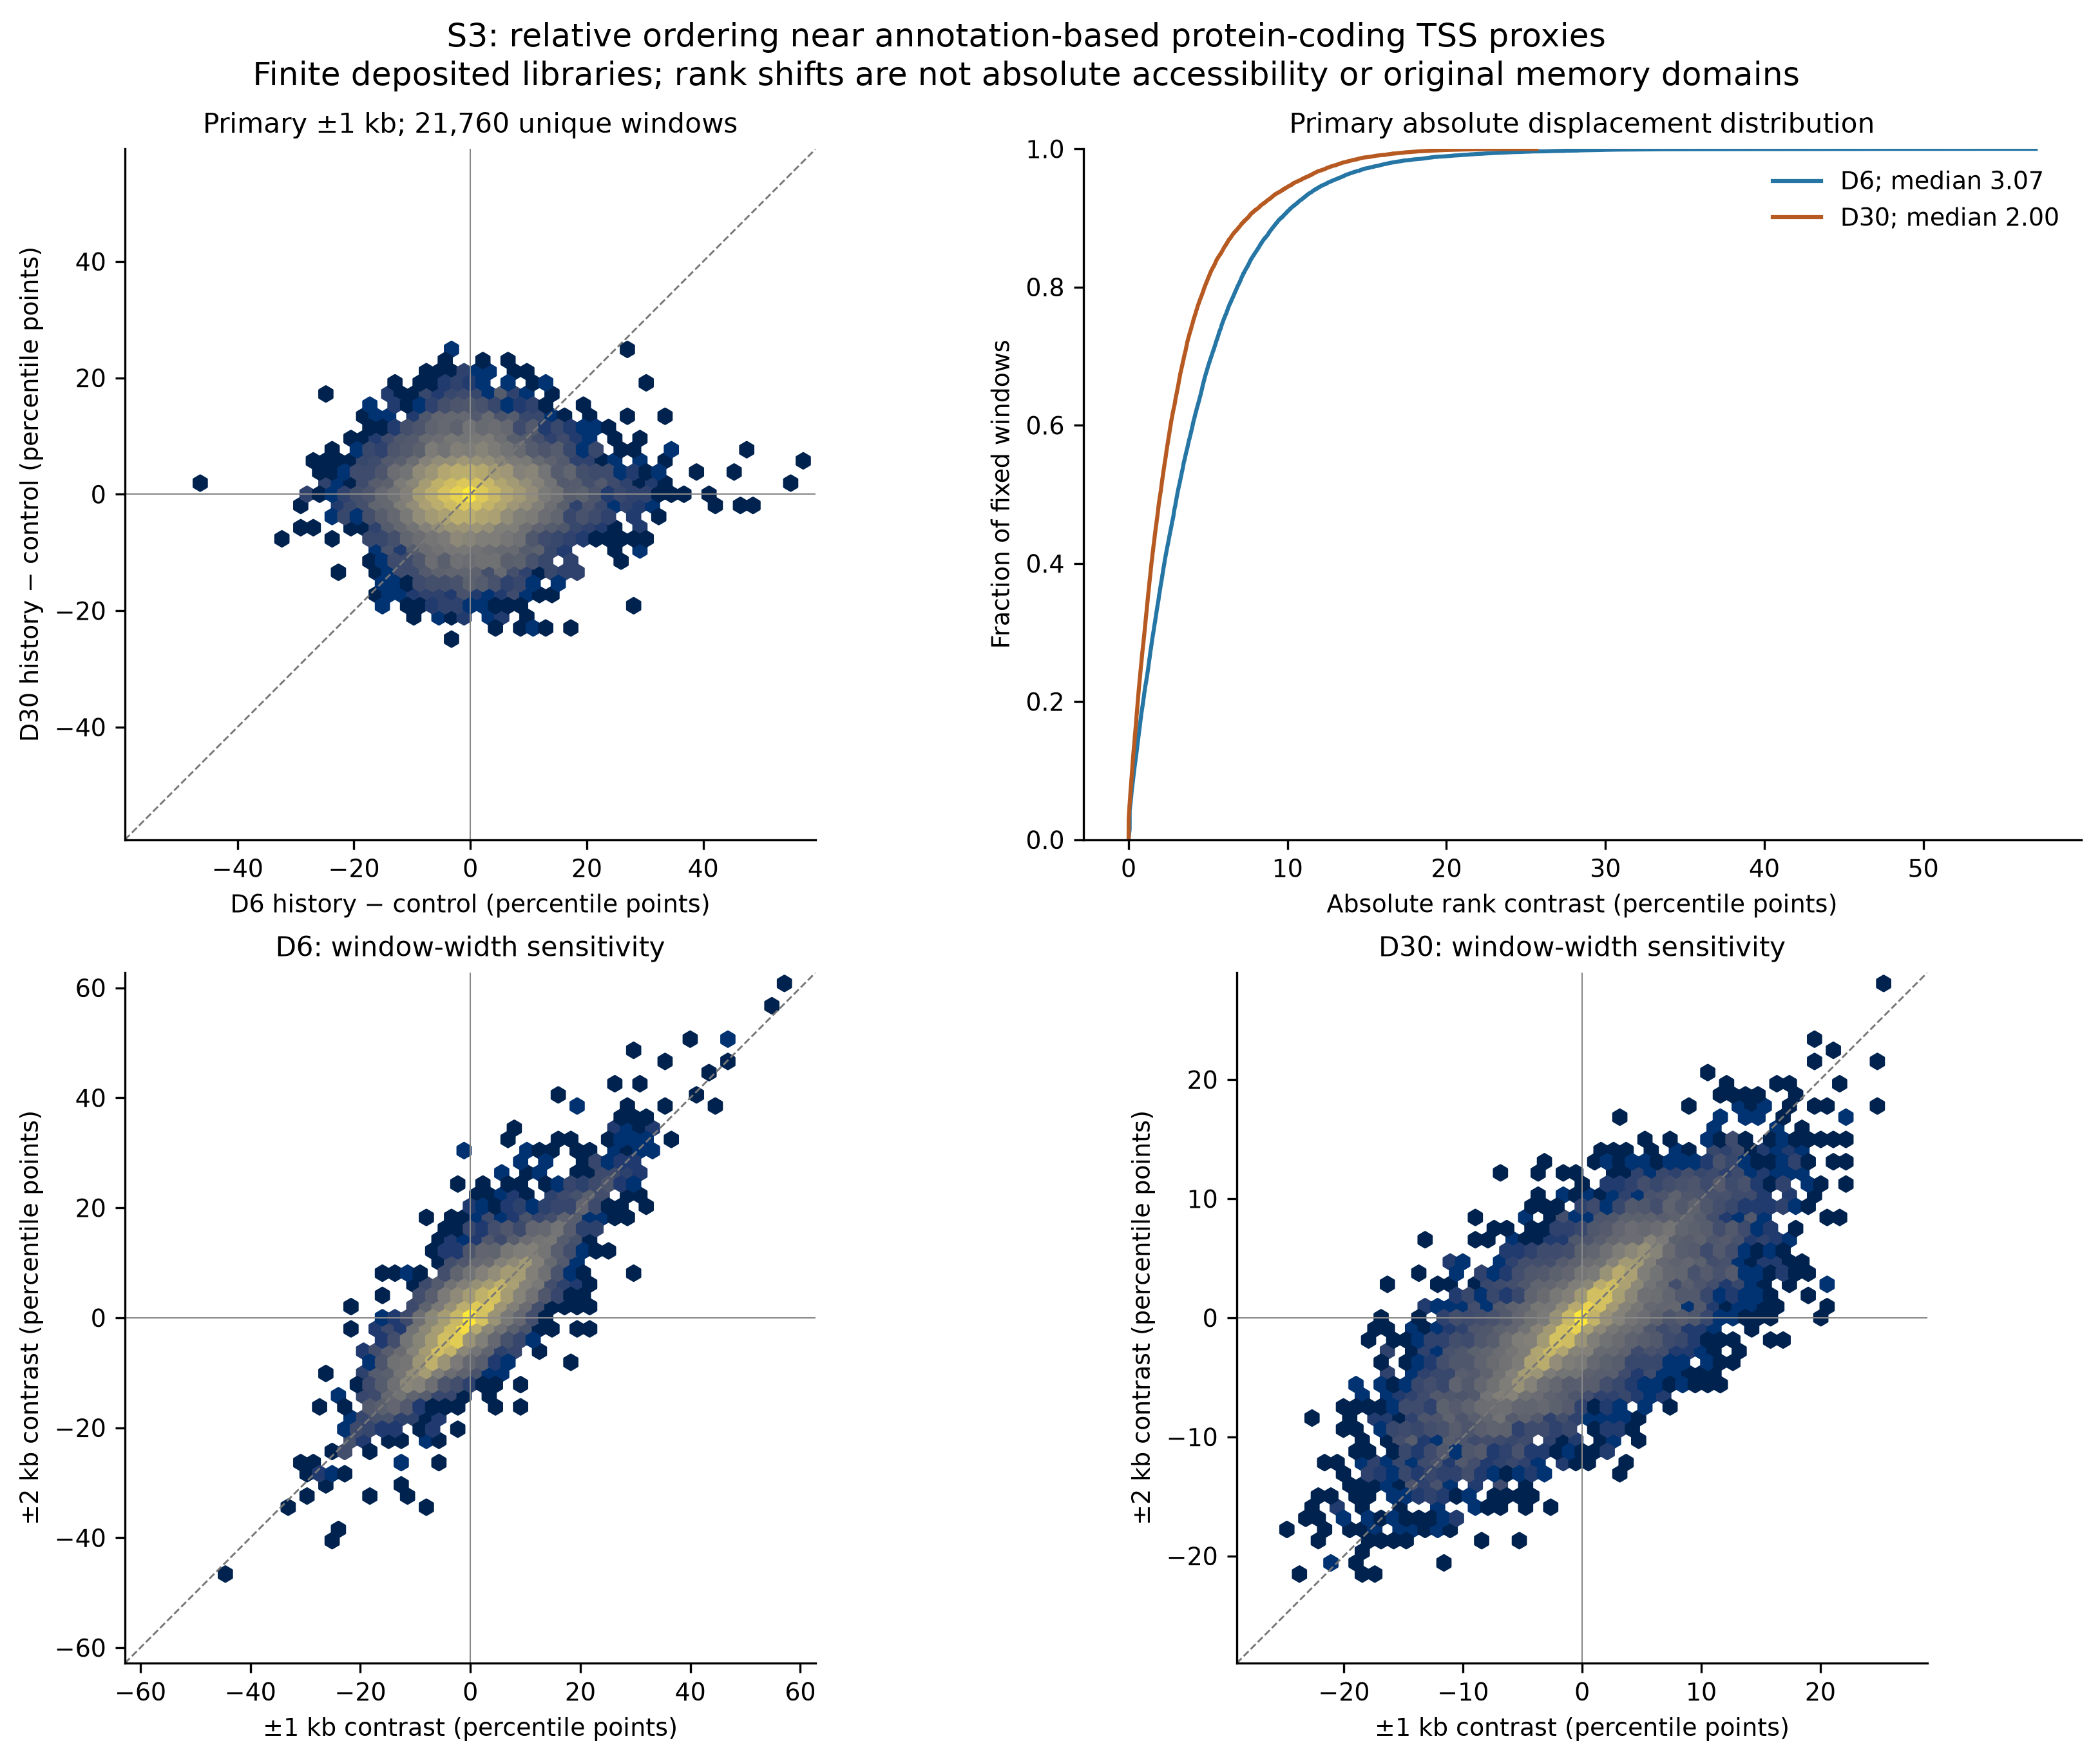 S3: relative ordering near annotation-based protein-coding TSS proxies
Finite deposited libraries; rank shifts are not absolute accessibility or original memory domains
Primary ±1 kb; 21,760 unique windows
D30 history − control (percentile points)
40
20
0
−20
−40
−40
−20
0
20
40
D6 history − control (percentile points)
Primary absolute displacement distribution
Fraction of fixed windows
1.0
0.8
0.6
0.4
0.2
0.0
D6; median 3.07
D30; median 2.00
0
10
20
30
40
50
Absolute rank contrast (percentile points)
D6: window-width sensitivity
±2 kb contrast (percentile points)
60
40
20
0
−20
−40
−60
−60
−40
−20
0
20
40
60
±1 kb contrast (percentile points)
D30: window-width sensitivity
±2 kb contrast (percentile points)
20
10
0
−10
−20
−20
−10
0
10
20
±1 kb contrast (percentile points)